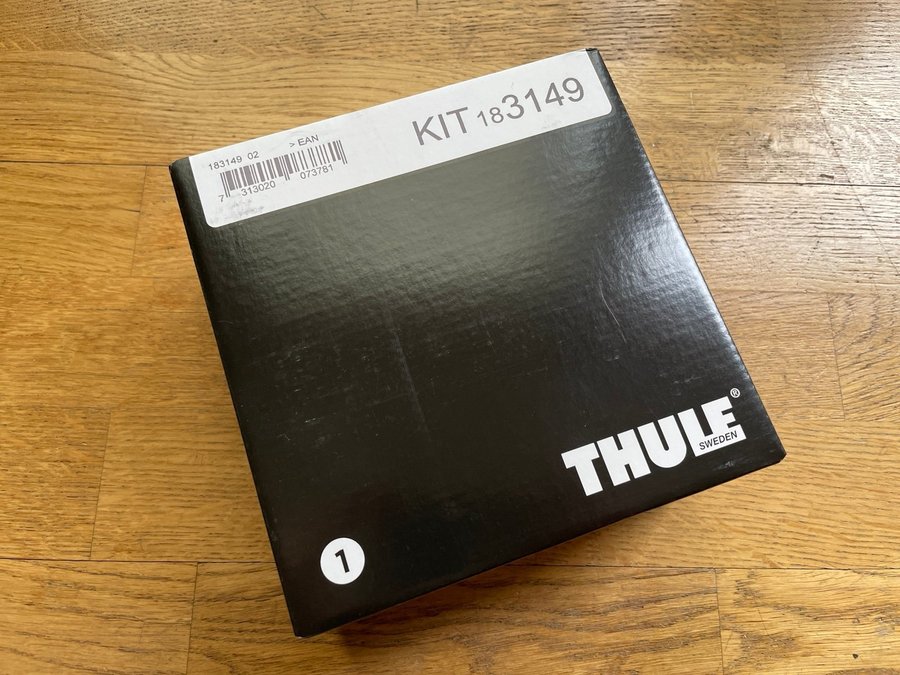 183149 02 > EAN
7 313020 073781
KIT 183149
THULE®
SWEDEN
1